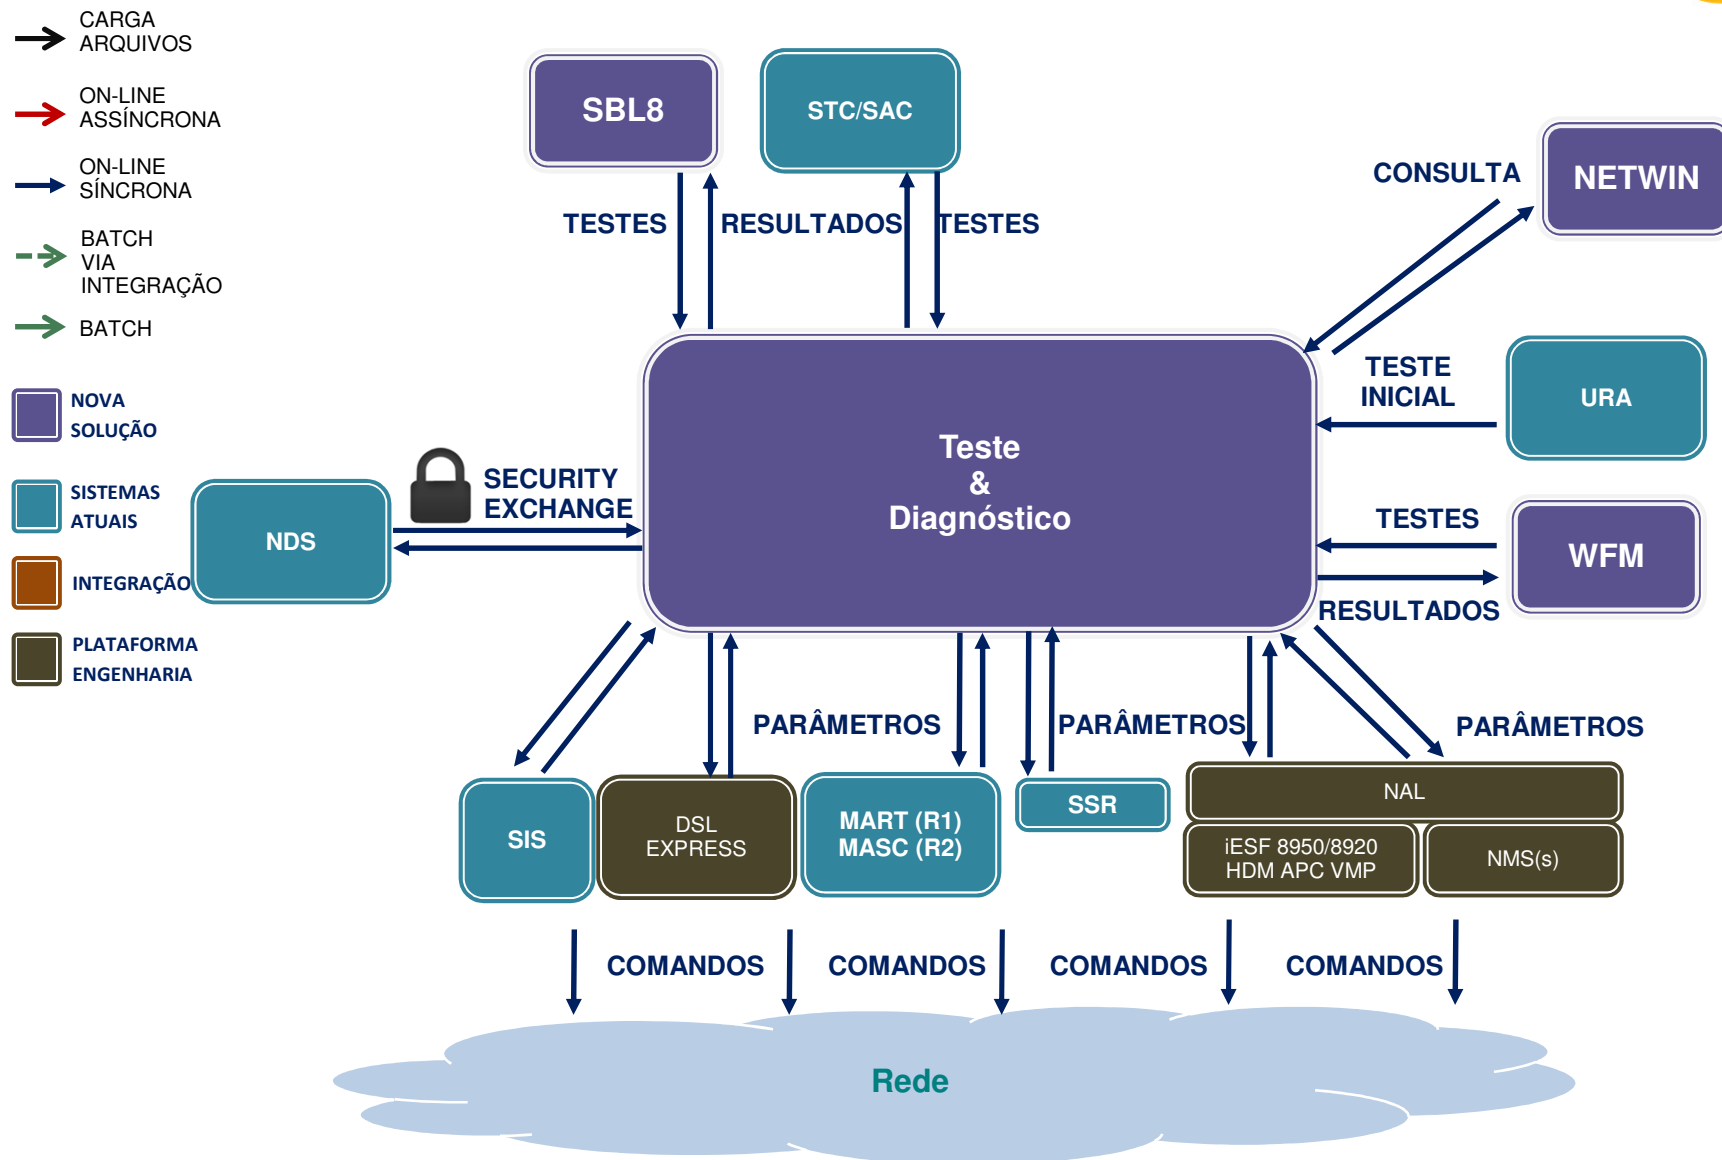 CARGA
ARQUIVOS
ON-LINE
ASSÍNCRONA
ON-LINE
SÍNCRONA
BATCH
VIA
INTEGRAÇÃO
BATCH
NOVA
SOLUÇÃO
SISTEMAS
ATUAIS
INTEGRAÇÃO
PLATAFORMA
ENGENHARIA
SBL8
STC/SAC
NETWIN
CONSULTA
TESTES
RESULTADOS
TESTES
TESTE
INICIAL
URA
Teste
&
Diagnóstico
SECURITY
EXCHANGE
NDS
TESTES
WFM
RESULTADOS
PARÂMETROS
PARÂMETROS
PARÂMETROS
SIS
DSL
EXPRESS
MART (R1)
MASC (R2)
SSR
NAL
iESF 8950/8920
HDM APC VMP
NMS(s)
COMANDOS
COMANDOS
COMANDOS
COMANDOS
Rede